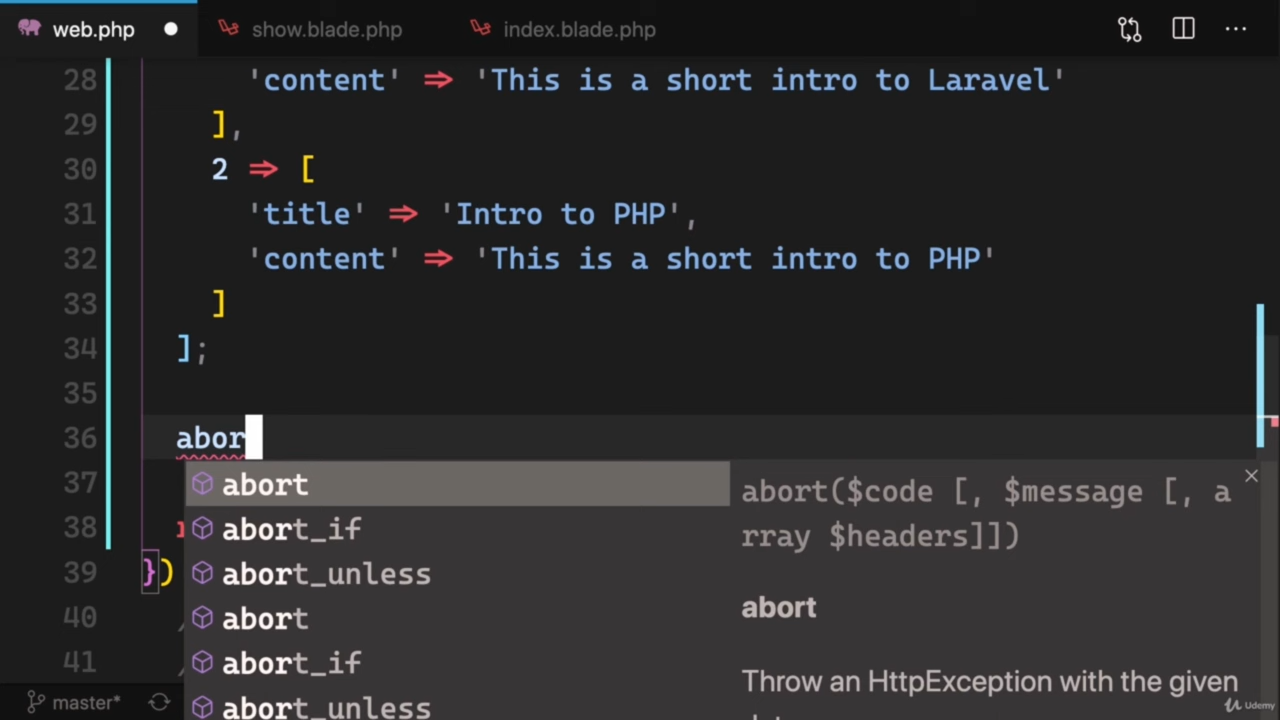 web.php show.blade.php index.blade.php
28 'content' => 'This is a short intro to Laravel'
29 ],
30 2 => [
31 'title' => 'Intro to PHP',
32 'content' => 'This is a short intro to PHP'
33 ]
34 ];
35
36 abor
37 abort abort($code [, $message [, a
38 abort_if rray $headers]])
39 }) abort_unless
40 / abort abort
41 / abort_if Throw an HttpException with the given
master* abort_unless
Udemy